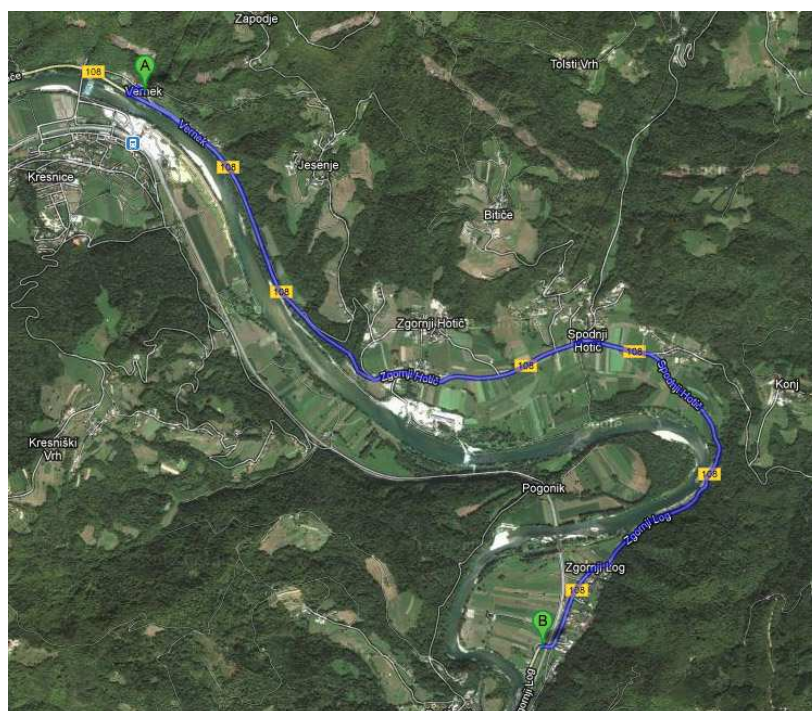 Zapodje
Tolsti Vrh
A
108
Vernek
Vernek
108
Jesenje
Kresnice
Bitiče
108
Zgornji Hotič
Spodnji
Hotič
108
108
Zgornji Hotič
Spodnji Hotič
Konj
Kresniški
Vrh
108
Pogonik
Zgornji Log
Zgornji Log
108
B
Zgornji Log